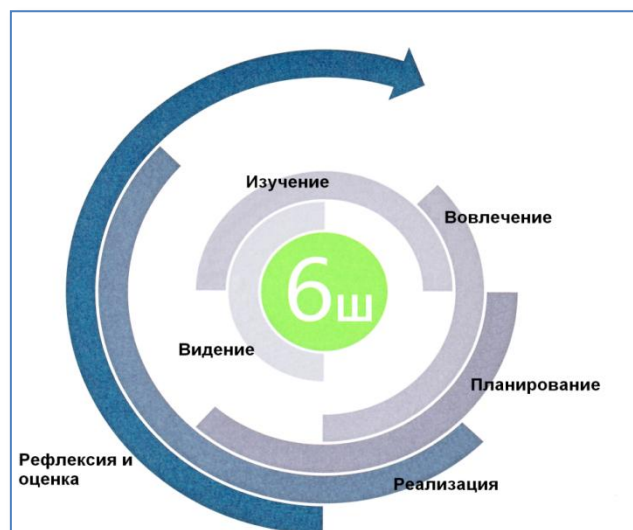 Изучение
Вовлечение
6ш
Видение
Планирование
Рефлексия и
оценка
Реализация